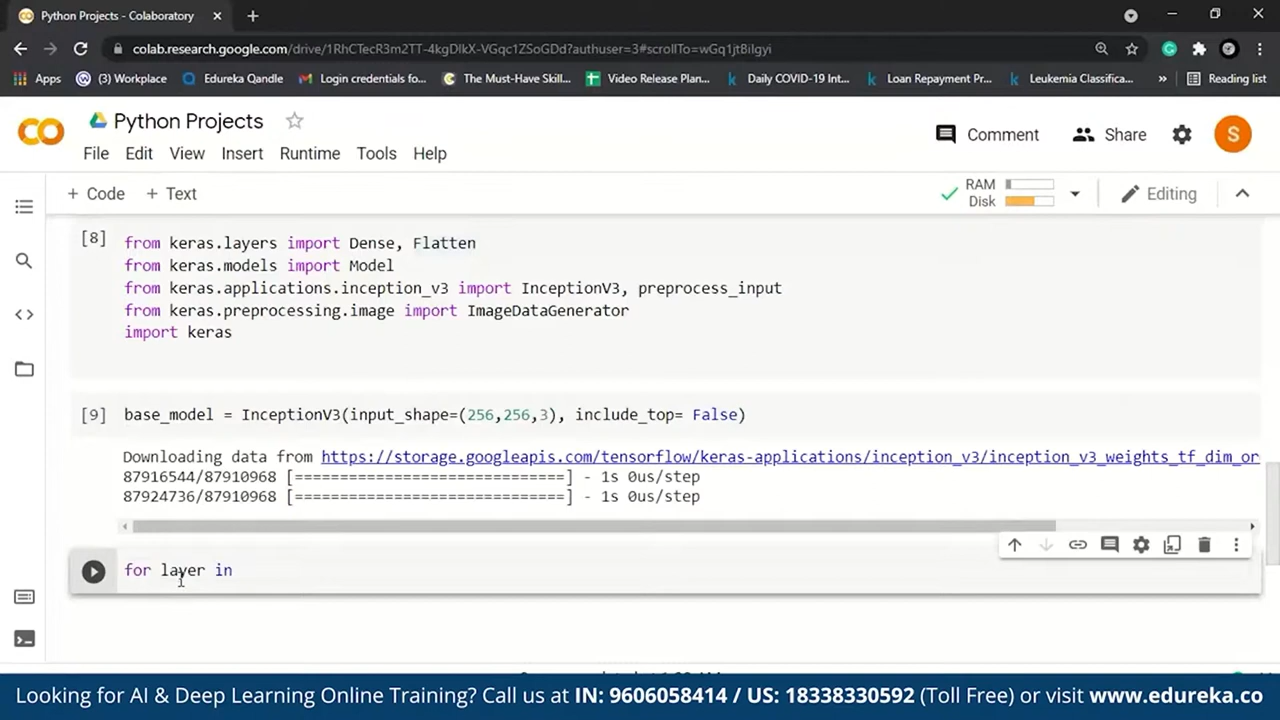 Python Projects - Colaboratory
colab.research.google.com/drive/1RhCTecR3m2TT-4kgDlkX-VGqc1ZSoGDd?authuser=3#scrollTo=wGq1jt8ilgyi
Apps (3) Workplace Edureka Qandle Login credentials fo... The Must-Have Skil... Video Release Plan... Daily COVID-19 Int... Loan Repayment Pr... Leukemia Classifica... » Reading list
CO Python Projects Comment Share S
File Edit View Insert Runtime Tools Help
+ Code + Text RAM Disk Editing
[8] from keras.layers import Dense, Flatten
from keras.models import Model
from keras.applications.inception_v3 import InceptionV3, preprocess_input
from keras.preprocessing.image import ImageDataGenerator
import keras
[9] base_model = InceptionV3(input_shape=(256,256,3), include_top= False)
Downloading data from https://storage.googleapis.com/tensorflow/keras-applications/inception_v3/inception_v3_weights_tf_dim_or
87916544/87910968 [==============================] - 1s 0us/step
87924736/87910968 [==============================] - 1s 0us/step
for layer in
Looking for AI & Deep Learning Online Training? Call us at IN: 9606058414 / US: 18338330592 (Toll Free) or visit www.edureka.co